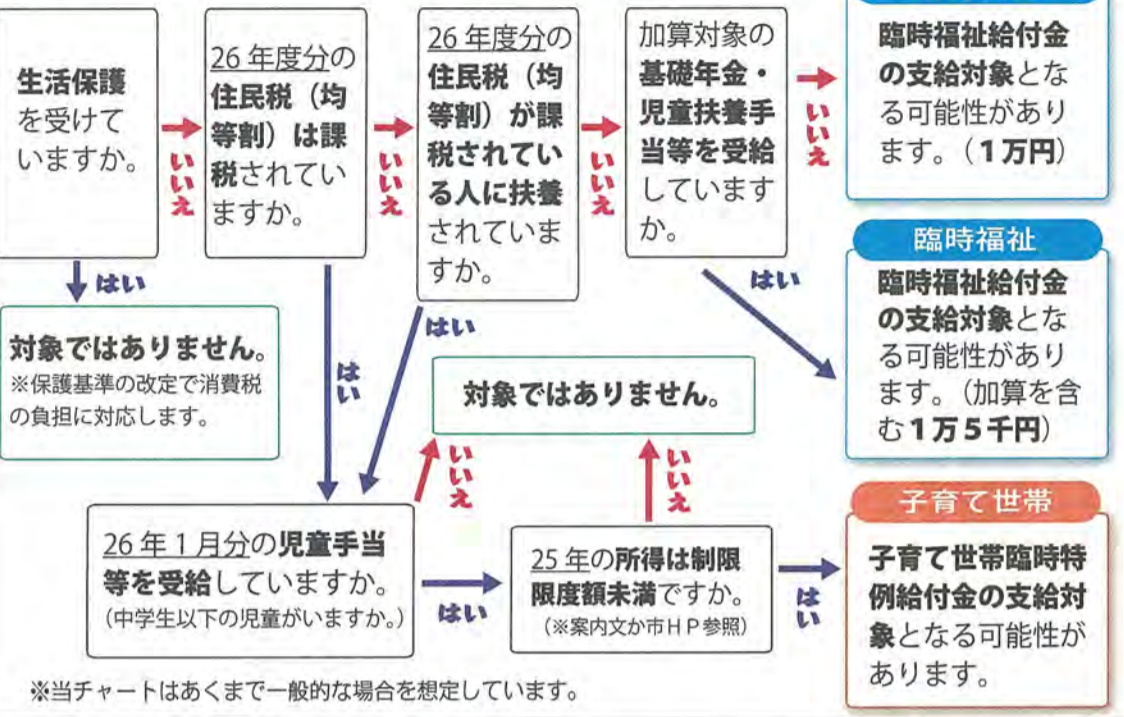 生活保護
を受けて
いますか。
いいえ
はい
対象ではありません。
※保護基準の改定で消費税
の負担に対応します。
26年度分の
住民税（均
等割）は課
税されてい
ますか。
いいえ
はい
26年度分の
住民税（均
等割）が課
税されてい
る人に扶養
されていま
すか。
いいえ
はい
加算対象の
基礎年金・
児童扶養手
当等を受給
しています
か。
いいえ
はい
臨時福祉給付金
の支給対象とな
る可能性があり
ます。（１万円）
臨時福祉
臨時福祉給付金
の支給対象とな
る可能性があり
ます。（加算を含
む１万５千円）
対象ではありません。
26年１月分の児童手当
等を受給していますか。
（中学生以下の児童がいますか。）
いいえ
はい
25年の所得は制限
限度額未満ですか。
（※案内文か市ＨＰ参照）
いいえ
はい
子育て世帯
子育て世帯臨時特
例給付金の支給対
象となる可能性が
あります。
※当チャートはあくまで一般的な場合を想定しています。